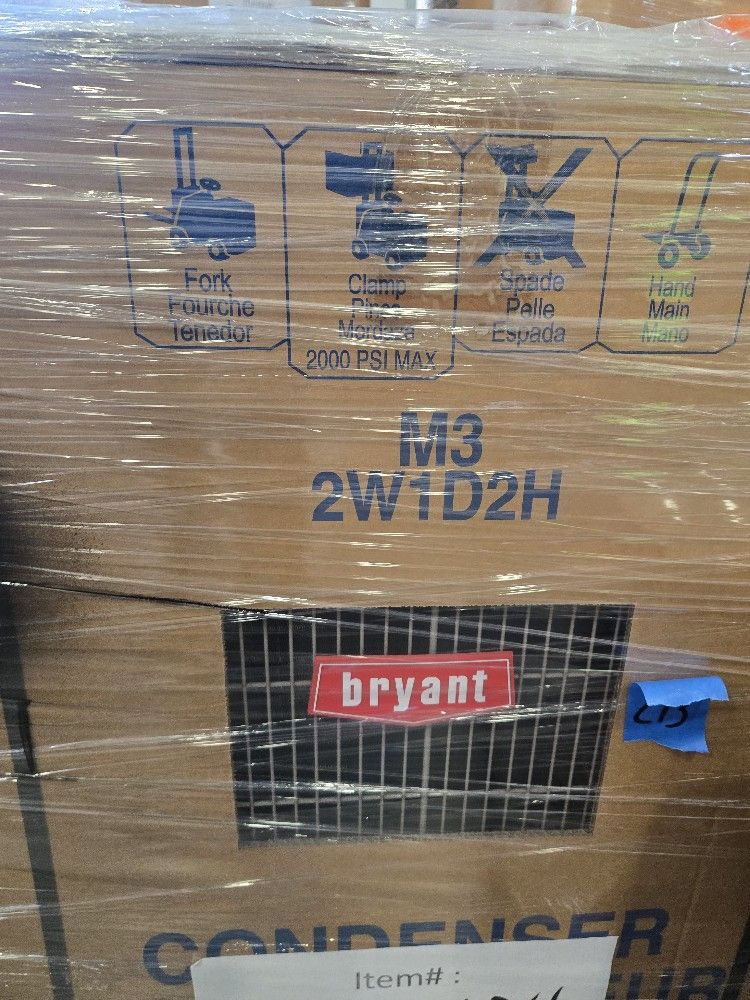 Fork
Fourche
Tenedor
Clamp
Pince
Mordaza
2000 PSI MAX
Spade
Pelle
Espada
Hand
Main
Mano
M3
2W1D2H
bryant
CONDENSER
Item# :